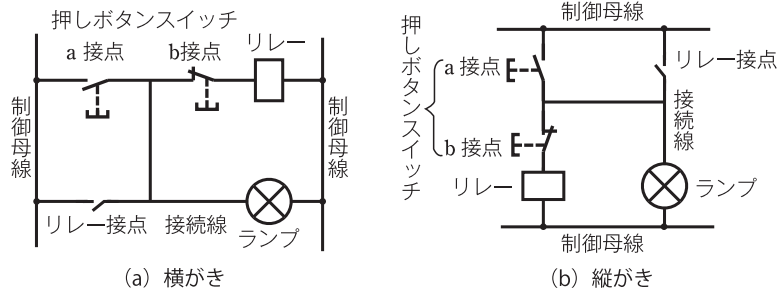 押しボタンスイッチ
a 接点
b接点
リレー
制御母線
制御母線
リレー接点
接続線
ランプ
(a) 横がき
制御母線
押しボタンスイッチ
a 接点
リレー接点
接続線
b 接点
リレー
ランプ
制御母線
(b) 縦がき